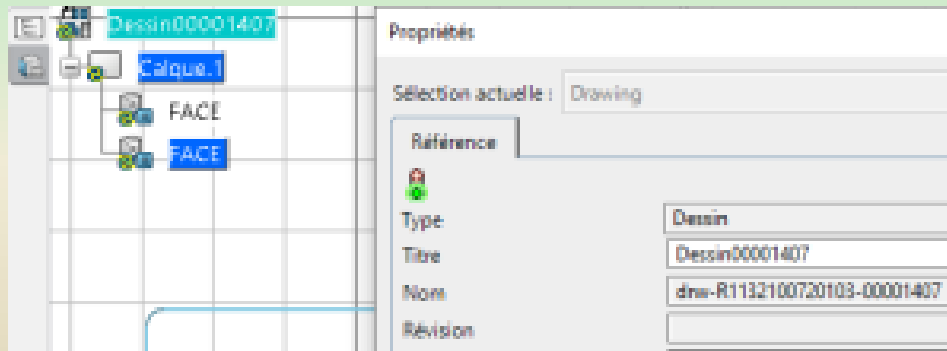 Dessin00001407
Calque.1
FACE
FACE
Propriétés
Sélection actuelle : Drawing
Référence
Type Dessin
Titre Dessin00001407
Nom drw-R1132100720103-00001407
Révision